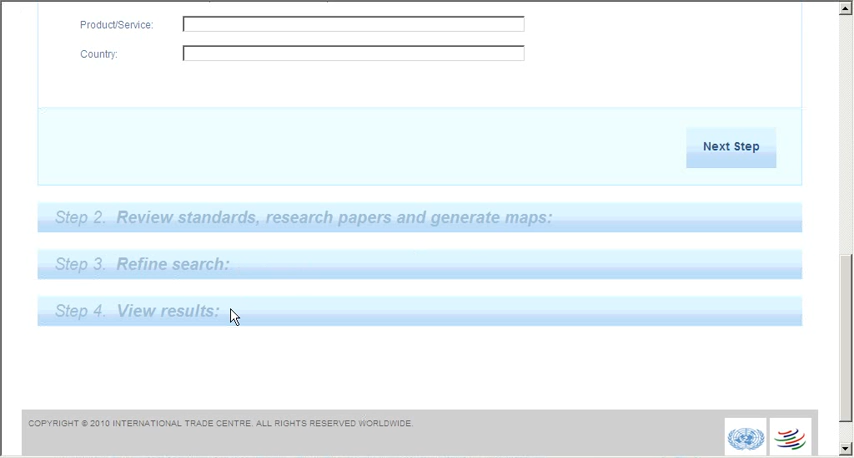 Product/Service:
Country:
Next Step
Step 2. Review standards, research papers and generate maps:
Step 3. Refine search:
Step 4. View results:
COPYRIGHT © 2010 INTERNATIONAL TRADE CENTRE. ALL RIGHTS RESERVED WORLDWIDE.